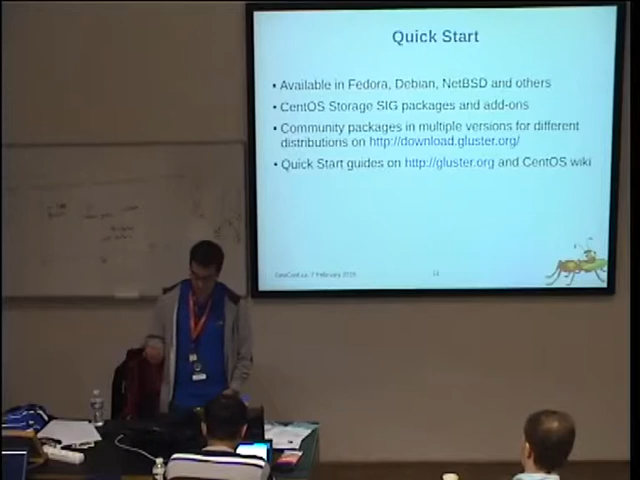 Quick Start
• Available in Fedora, Debian, NetBSD and others
• CentOS Storage SIG packages and add-ons
• Community packages in multiple versions for different
distributions on http://download.gluster.org/
• Quick Start guides on http://gluster.org and CentOS wiki